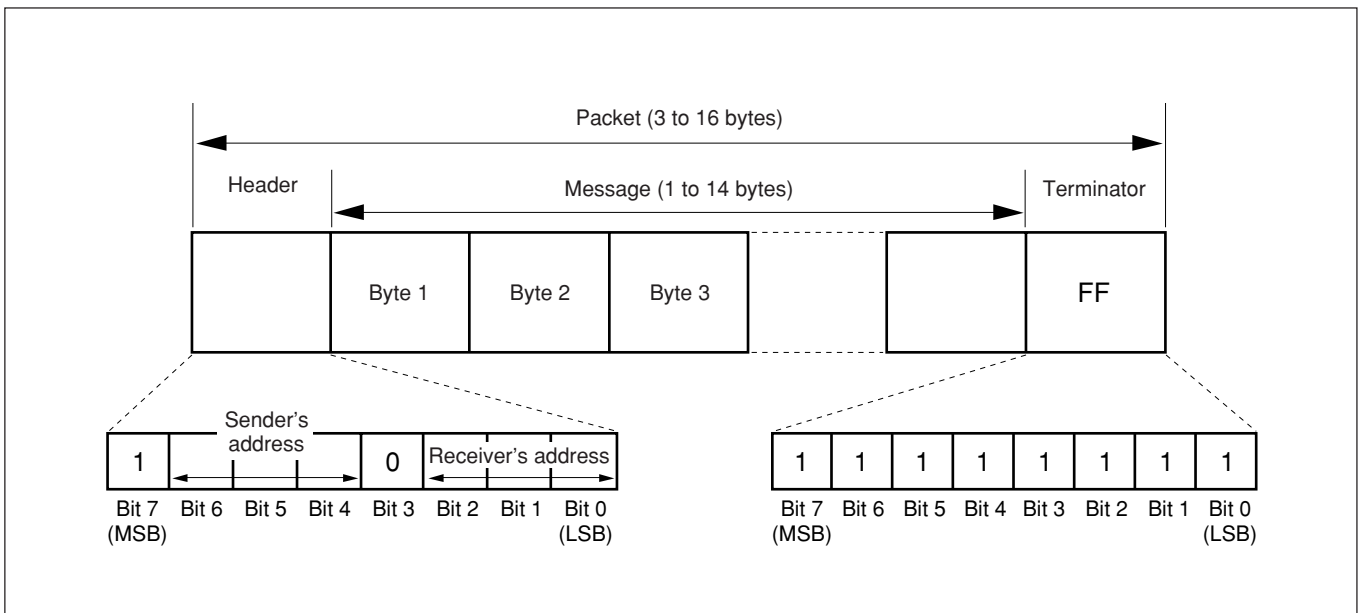 Packet (3 to 16 bytes)
Header
Message (1 to 14 bytes)
Terminator
Byte 1
Byte 2
Byte 3
FF
Sender's
address
1
0
Receiver's address
Bit 7
Bit 6
Bit 5
Bit 4
Bit 3
Bit 2
Bit 1
Bit 0
(MSB)
(LSB)
1 1 1 1 1 1 1 1
Bit 7
Bit 6
Bit 5
Bit 4
Bit 3
Bit 2
Bit 1
Bit 0
(MSB)
(LSB)